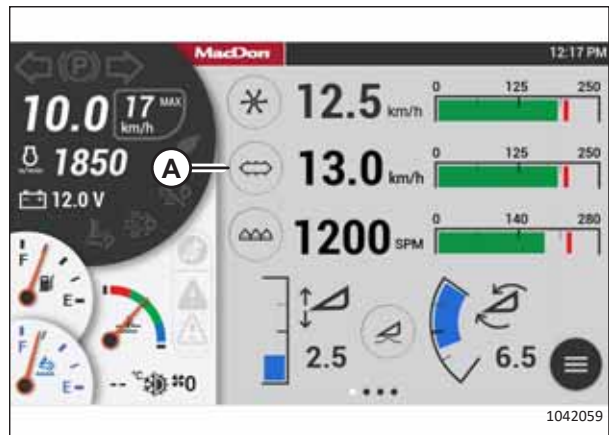 MacDon
12:17 PM
P
10.0
17 MAX
km/h
n/min
1850
12.0 V
F
E
F
E
-- °C
0
A
12.5 km/h
0 125 250
13.0 km/h
0 125 250
1200 SPM
0 140 280
2.5
6.5
1042059